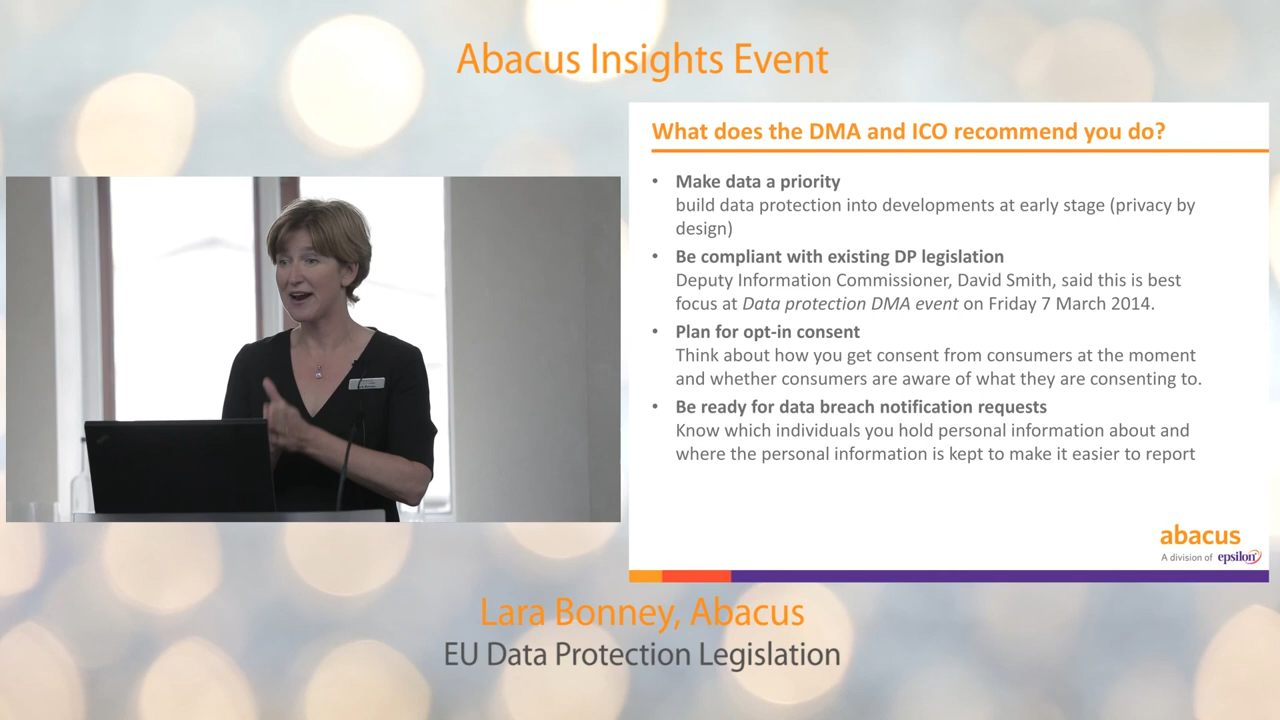 Abacus Insights Event
What does the DMA and ICO recommend you do?
• Make data a priority
build data protection into developments at early stage (privacy by
design)
• Be compliant with existing DP legislation
Deputy Information Commissioner, David Smith, said this is best
focus at Data protection DMA event on Friday 7 March 2014.
• Plan for opt-in consent
Think about how you get consent from consumers at the moment
and whether consumers are aware of what they are consenting to.
• Be ready for data breach notification requests
Know which individuals you hold personal information about and
where the personal information is kept to make it easier to report
abacus
A division of epsilon
Lara Bonney, Abacus
EU Data Protection Legislation